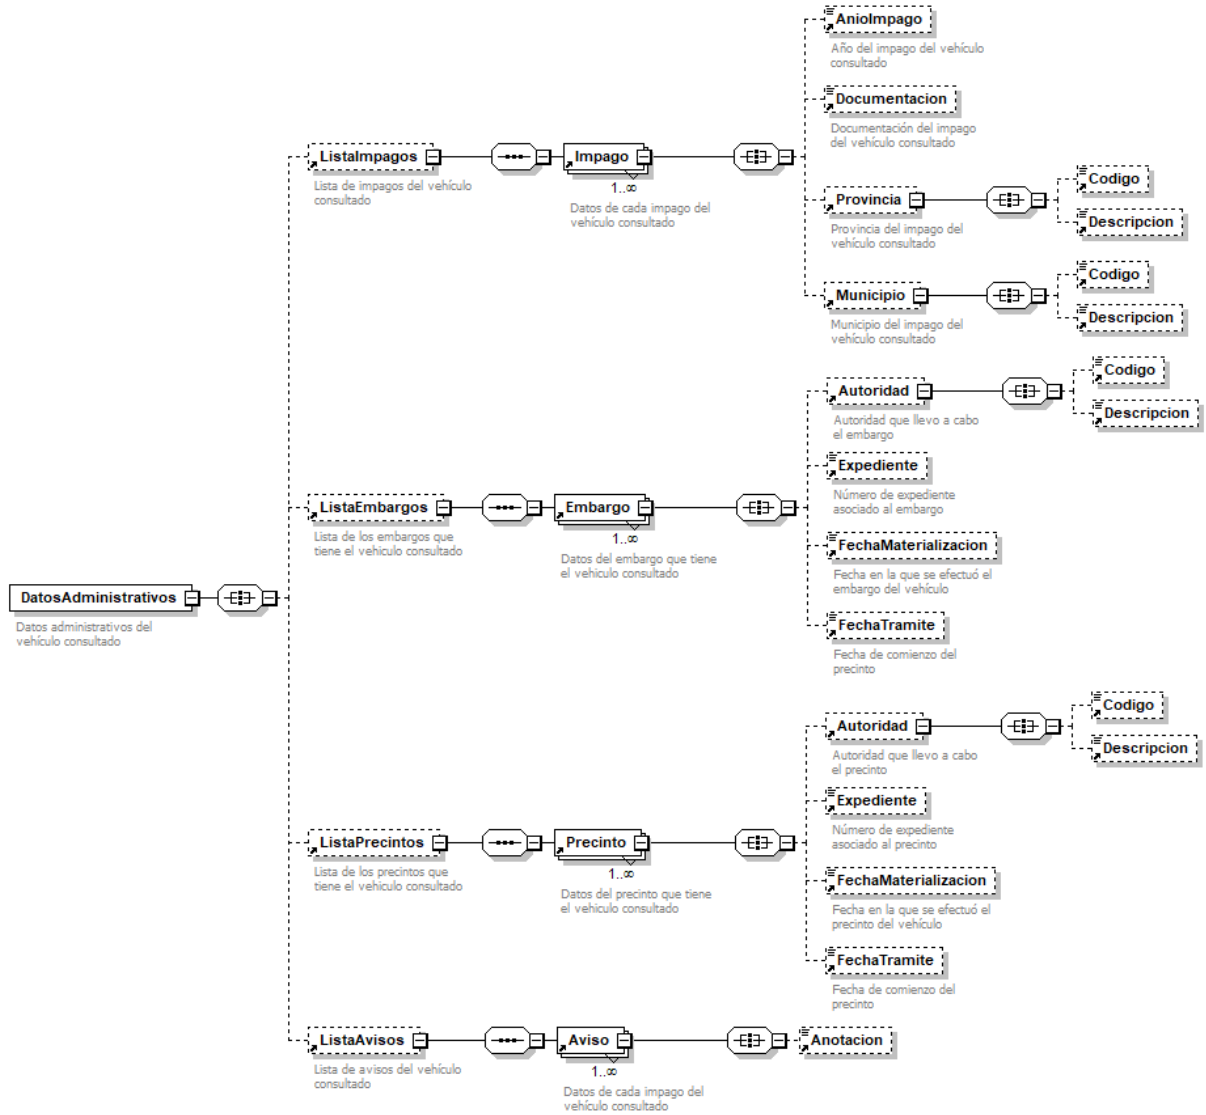 AnioImpago
Año del impago del vehículo
consultado
Documentacion
Documentación del impago
del vehículo consultado
ListaImpagos
Lista de impagos del vehículo
consultado
Impago
1..∞
Datos de cada impago del
vehículo consultado
Provincia
Provincia del impago del
vehículo consultado
Codigo
Descripcion
Municipio
Municipio del impago del
vehículo consultado
Codigo
Descripcion
Autoridad
Autoridad que llevo a cabo
el embargo
Codigo
Descripcion
Expediente
Número de expediente
asociado al embargo
ListaEmbargos
Lista de los embargos que
tiene el vehiculo consultado
Embargo
1..∞
Datos del embargo que tiene
el vehiculo consultado
FechaMaterializacion
Fecha en la que se efectuó el
embargo del vehículo
FechaTramite
Fecha de comienzo del
precinto
DatosAdministrativos
Datos administrativos del
vehículo consultado
Autoridad
Autoridad que llevo a cabo
el precinto
Codigo
Descripcion
Expediente
Número de expediente
asociado al precinto
ListaPrecintos
Lista de los precintos que
tiene el vehiculo consultado
Precinto
1..∞
Datos del precinto que tiene
el vehiculo consultado
FechaMaterializacion
Fecha en la que se efectuó el
precinto del vehículo
FechaTramite
Fecha de comienzo del
precinto
ListaAvisos
Lista de avisos del vehículo
consultado
Aviso
1..∞
Datos de cada impago del
vehículo consultado
Anotacion